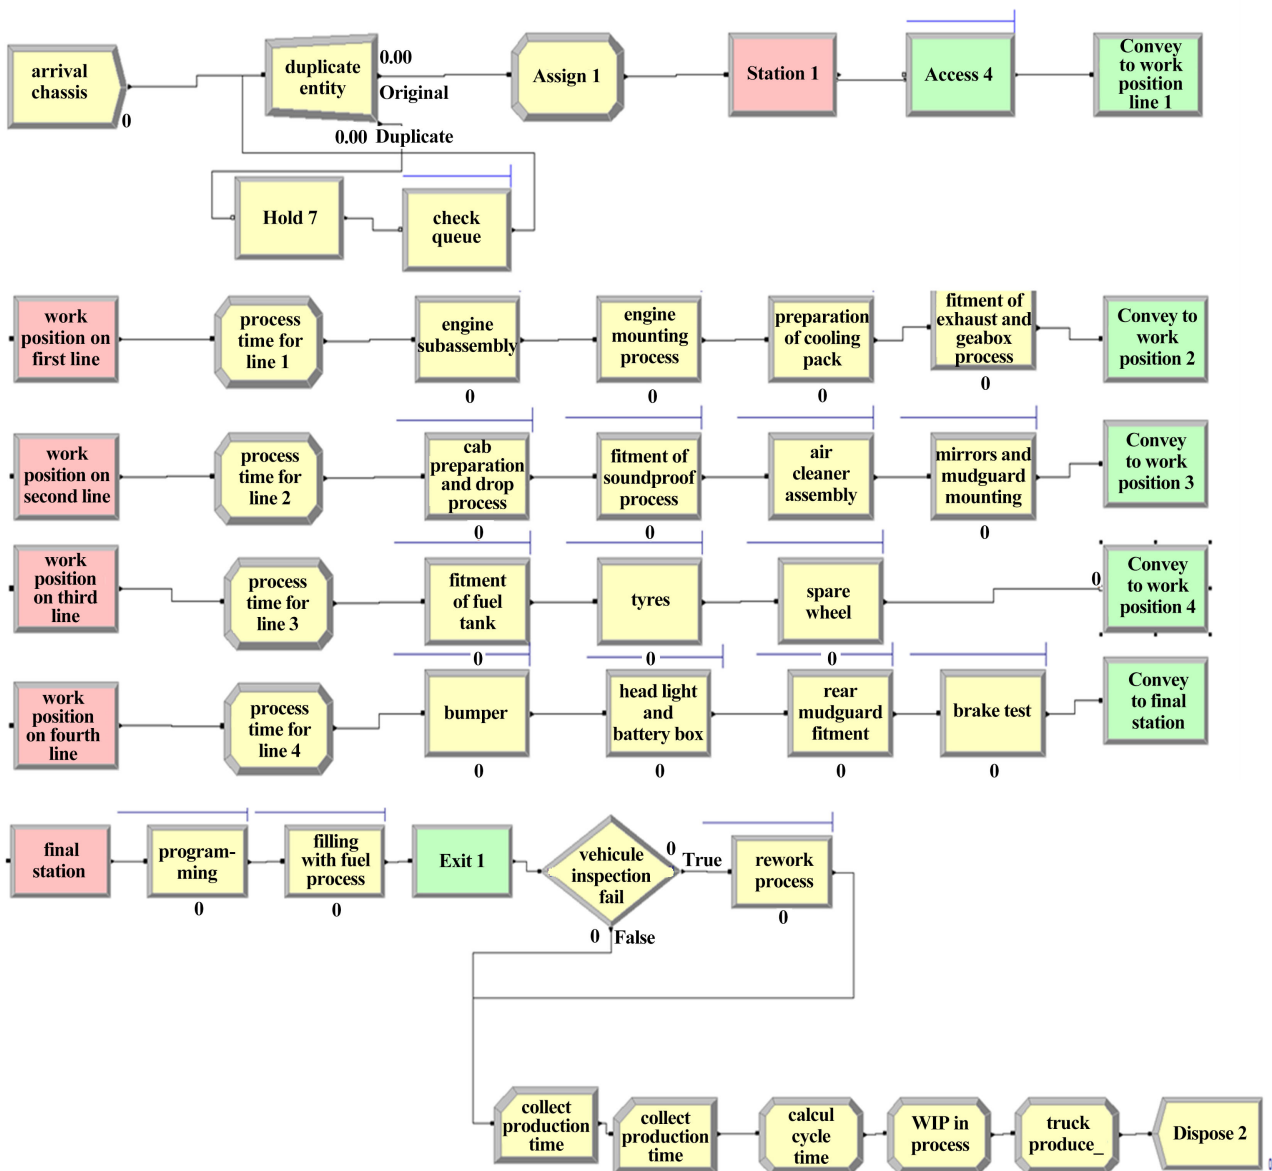 arrival
chassis
0
duplicate
entity
0.00
Original
0.00 Duplicate
Assign 1
Station 1
Access 4
Convey
to work
position
line 1
Hold 7
check
queue
work
position on
first line
process
time for
line 1
engine
subassembly
0
engine
mounting
process
0
preparation
of cooling
pack
0
fitment of
exhaust and
geabox
process
0
Convey to
work
position 2
work
position on
second line
process
time for
line 2
cab
preparation
and drop
process
0
fitment of
soundproof
process
0
air
cleaner
assembly
mirrors and
mudguard
mounting
0
Convey
to work
position 3
work
position
on third
line
process
time for
line 3
fitment
of fuel
tank
0
tyres
0
spare
wheel
0
0
Convey
to work
position 4
work
position
on fourth
line
process
time for
line 4
bumper
0
head light
and
battery box
0
rear
mudguard
fitment
0
brake test
0
Convey
to final
station
final
station
program-
ming
0
filling
with fuel
process
0
Exit 1
vehicule
inspection
fail
0
True
0
False
rework
process
0
collect
production
time
collect
production
time
calcul
cycle
time
WIP in
process
truck
produce_
Dispose 2